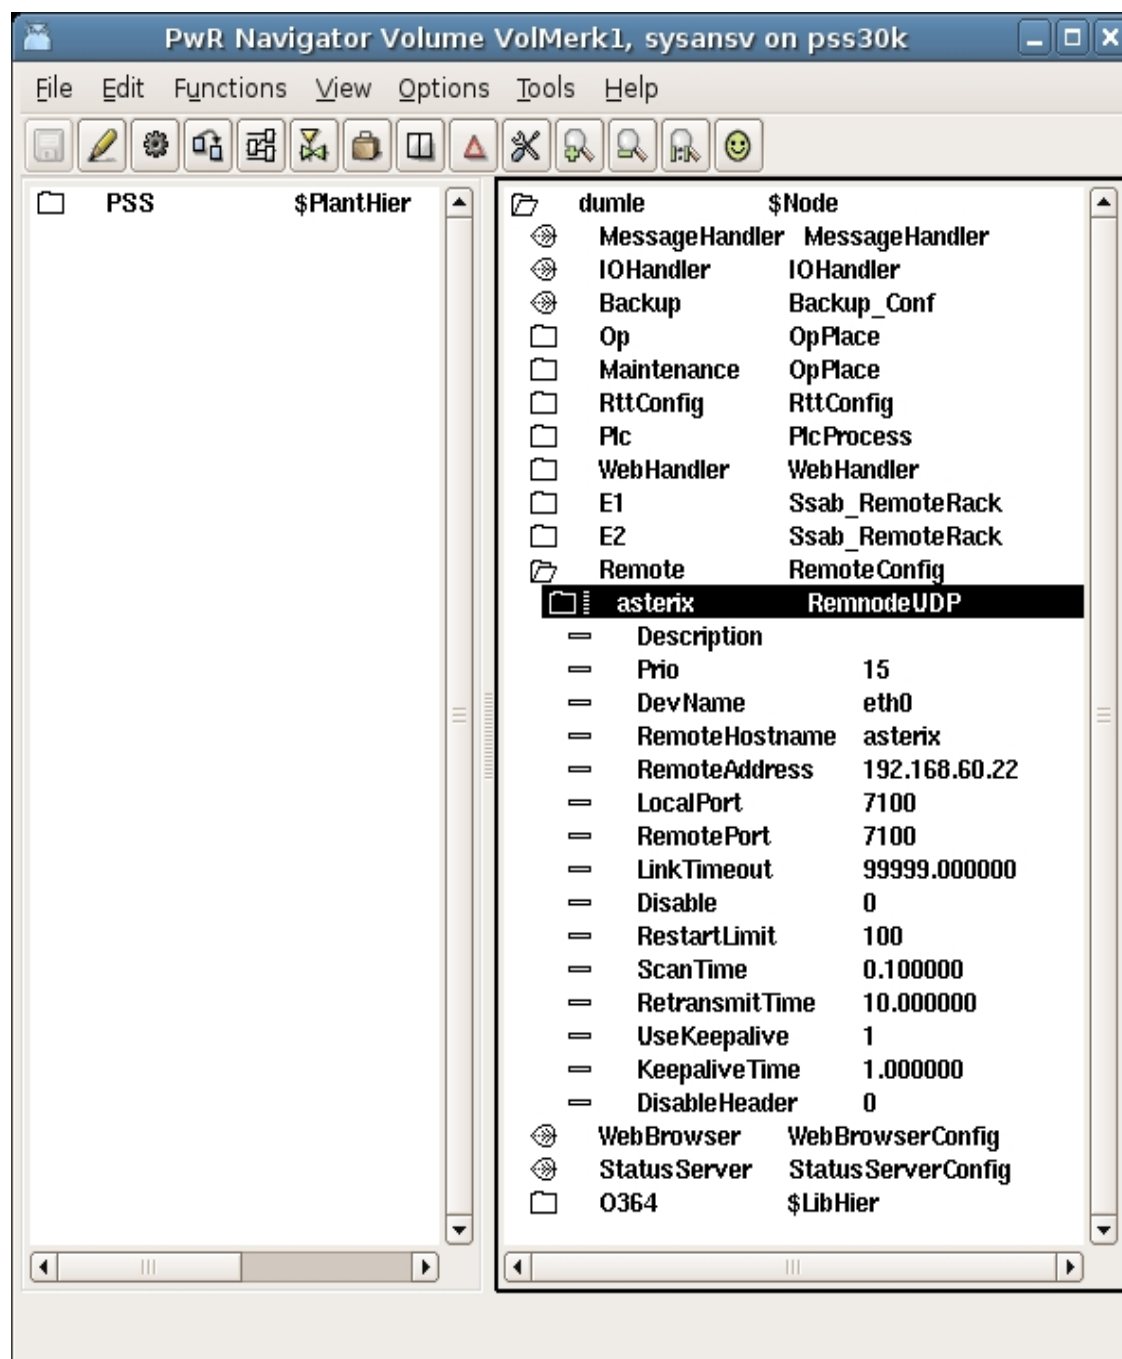 PwR Navigator Volume VolMerk1, sysansv on pss30k
File Edit Functions View Options Tools Help
PSS $PlantHier
dumle $Node
MessageHandler MessageHandler
IOHandler IOHandler
Backup Backup_Conf
Op OpPlace
Maintenance OpPlace
RttConfig RttConfig
Plc PlcProcess
WebHandler WebHandler
E1 Ssab_RemoteRack
E2 Ssab_RemoteRack
Remote RemoteConfig
asterix RemnodeUDP
Description
Prio 15
DevName eth0
RemoteHostname asterix
RemoteAddress 192.168.60.22
LocalPort 7100
RemotePort 7100
LinkTimeout 99999.000000
Disable 0
RestartLimit 100
ScanTime 0.100000
RetransmitTime 10.000000
UseKeepalive 1
KeepaliveTime 1.000000
DisableHeader 0
WebBrowser WebBrowserConfig
StatusServer StatusServerConfig
O364 $LibHier